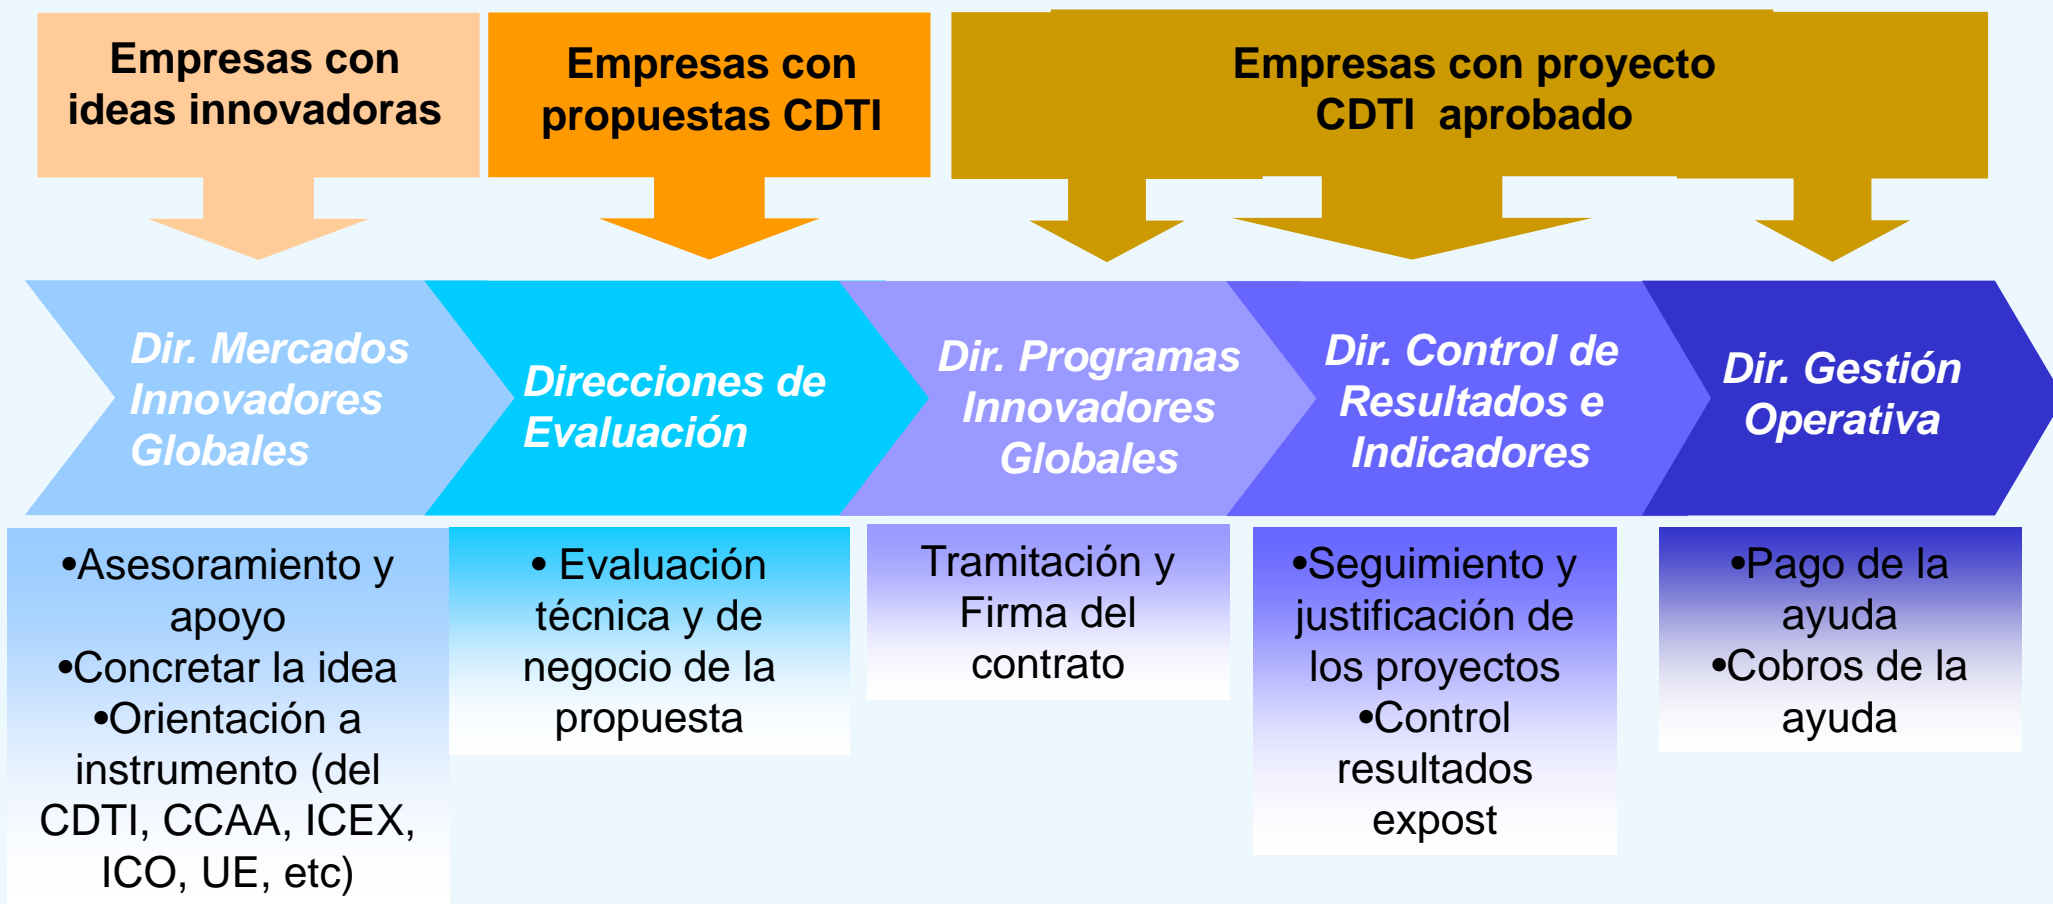 Empresas con
ideas innovadoras
Empresas con
propuestas CDTI
Empresas con proyecto
CDTI aprobado
Dir. Mercados
Innovadores
Globales
Direcciones de
Evaluación
Dir. Programas
Innovadores
Globales
Dir. Control de
Resultados e
Indicadores
Dir. Gestión
Operativa
•Asesoramiento y
apoyo
•Concretar la idea
•Orientación a
instrumento (del
CDTI, CCAA, ICEX,
ICO, UE, etc)
• Evaluación
técnica y de
negocio de la
propuesta
Tramitación y
Firma del
contrato
•Seguimiento y
justificación de
los proyectos
•Control
resultados
expost
•Pago de la
ayuda
•Cobros de la
ayuda